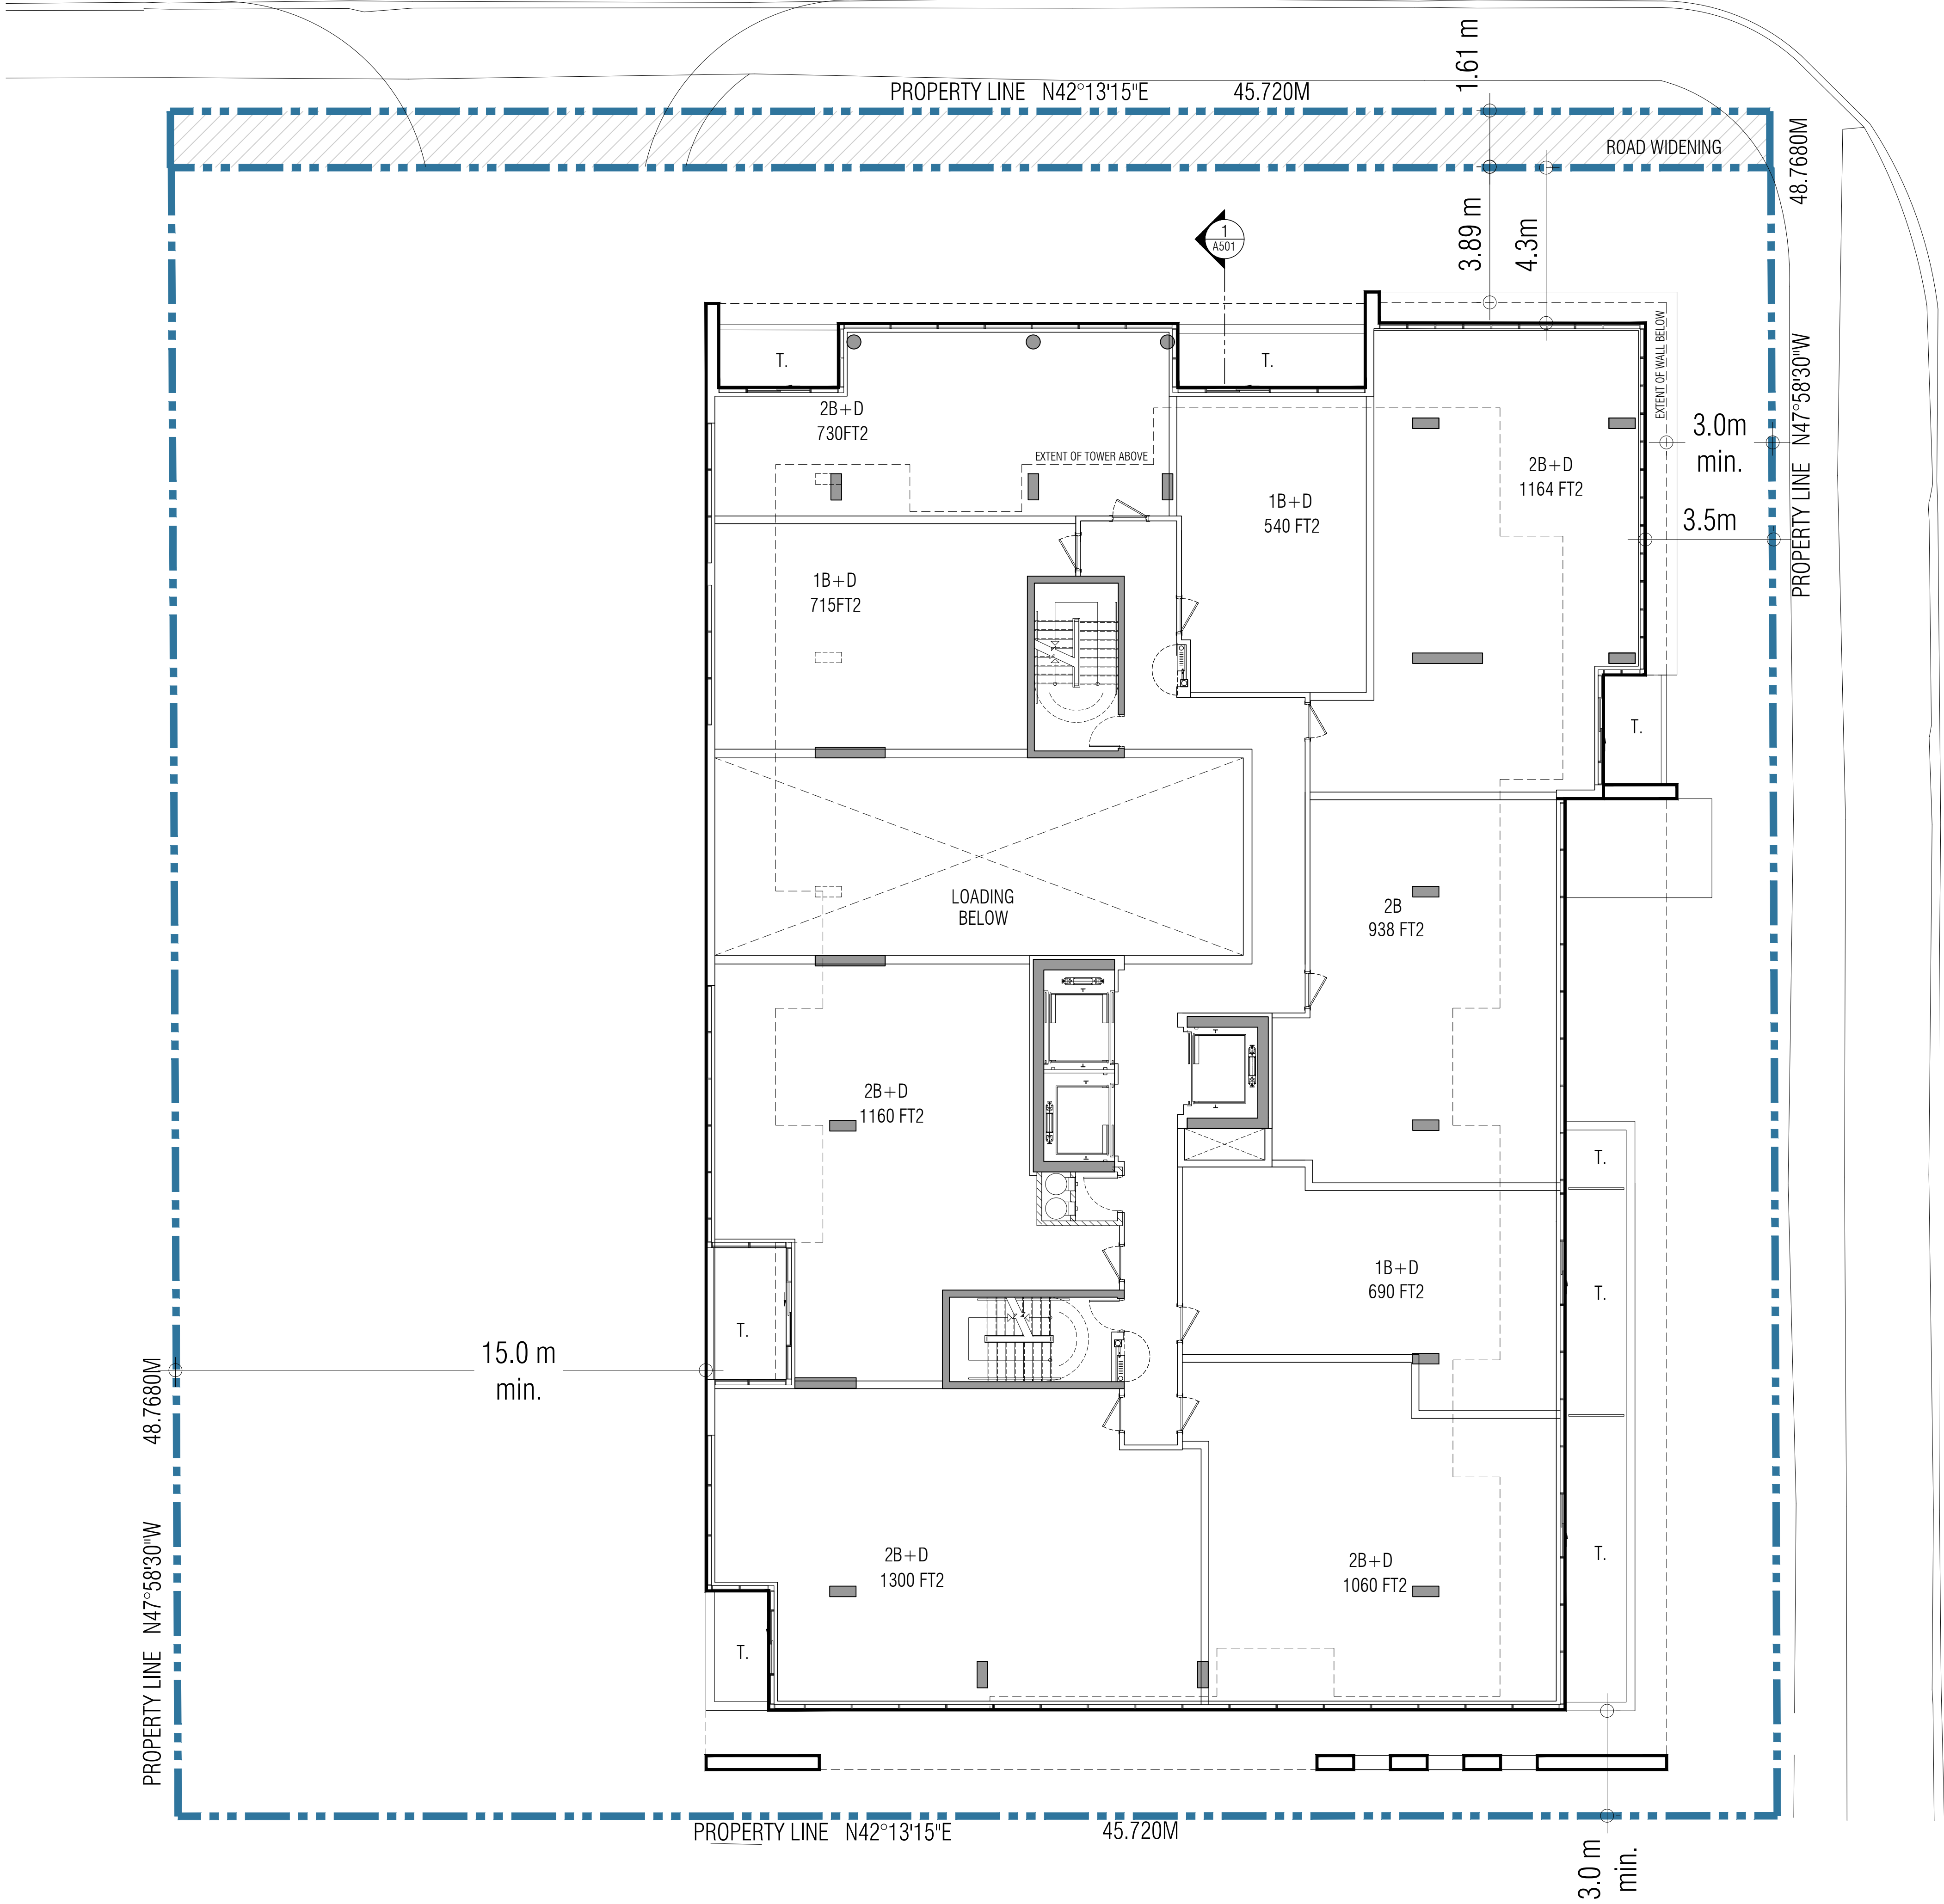 1.61 m
PROPERTY LINE N42°13'15"E 45.720M
ROAD WIDENING
48.7680M
3.89 m
4.3m
1
A501
EXTENT OF WALL BELOW
PROPERTY LINE N47°58'30"W
T.
T.
2B+D
730FT2
3.0m
min.
EXTENT OF TOWER ABOVE
2B+D
1164 FT2
1B+D
540 FT2
3.5m
1B+D
715FT2
T.
LOADING
BELOW
2B
938 FT2
2B+D
1160 FT2
T.
1B+D
690 FT2
T.
T.
15.0 m
min.
48.7680M
PROPERTY LINE N47°58'30"W
2B+D
1300 FT2
2B+D
1060 FT2
T.
T.
PROPERTY LINE N42°13'15"E 45.720M
3.0 m
min.